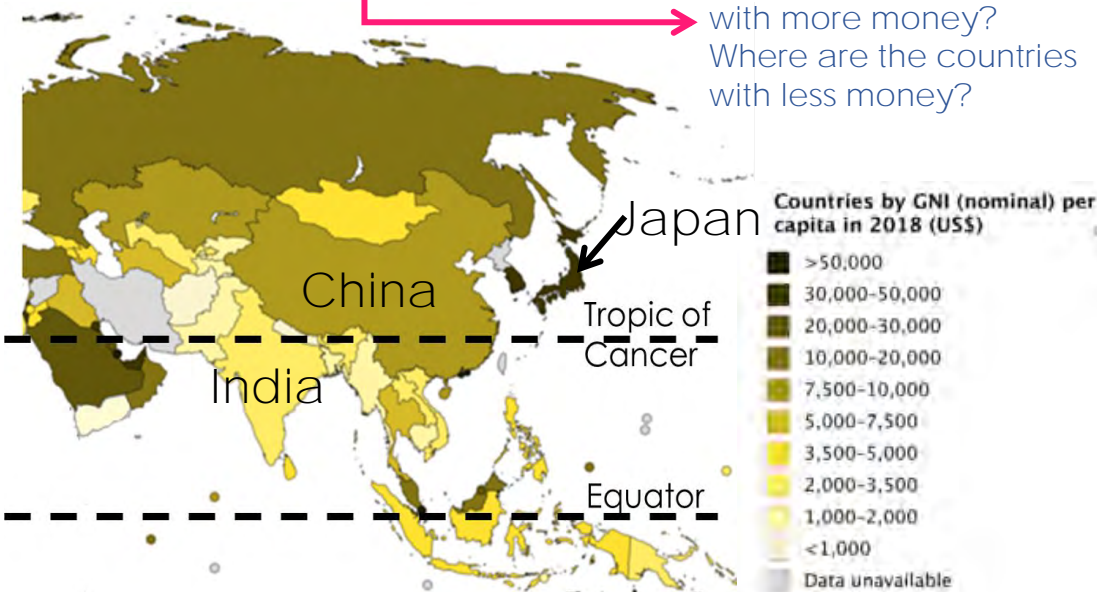 with more money?
Where are the countries
with less money?
Japan
Countries by GNI (nominal) per
capita in 2018 (US$)
>50,000
30,000-50,000
20,000-30,000
10,000-20,000
7,500-10,000
5,000-7,500
3,500-5,000
2,000-3,500
1,000-2,000
<1,000
Data unavailable
China
Tropic of
Cancer
India
Equator